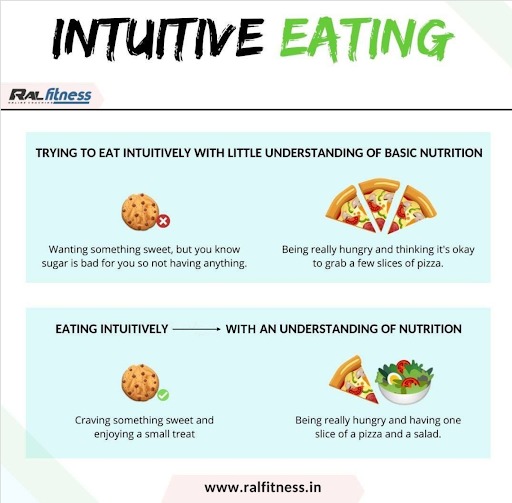 INTUITIVE EATING
RAL fitness
ONLINE COACHING
TRYING TO EAT INTUITIVELY WITH LITTLE UNDERSTANDING OF BASIC NUTRITION
Wanting something sweet, but you know
sugar is bad for you so not having anything.
Being really hungry and thinking it's okay
to grab a few slices of pizza.
EATING INTUITIVELY → WITH AN UNDERSTANDING OF NUTRITION
Craving something sweet and
enjoying a small treat
Being really hungry and having one
slice of a pizza and a salad.
www.ralfitness.in